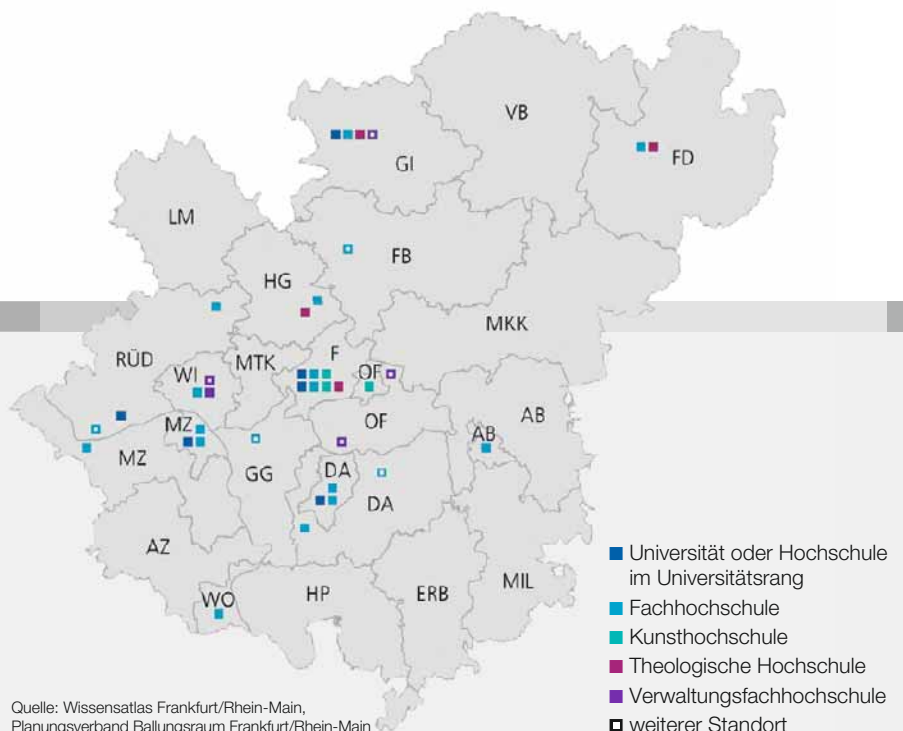 VB
GI
FD
LM
FB
HG
MKK
RÜD
MTK
F
WI
OF
AB
MZ
OF
AB
MZ
GG
DA
DA
AZ
WO
HP
ERB
MIL
Universität oder Hochschule
im Universitätsrang
Fachhochschule
Kunsthochschule
Theologische Hochschule
Verwaltungsfachhochschule
weiterer Standort
Quelle: Wissensatlas Frankfurt/Rhein-Main,
Planungsverband Ballungsraum Frankfurt/Rhein-Main